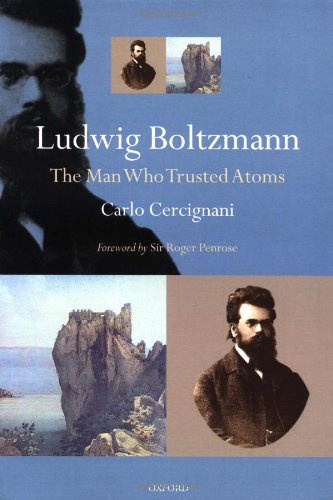 Ludwig Boltzmann
The Man Who Trusted Atoms
Carlo Cercignani
Foreword by Sir Roger Penrose
OXFORD